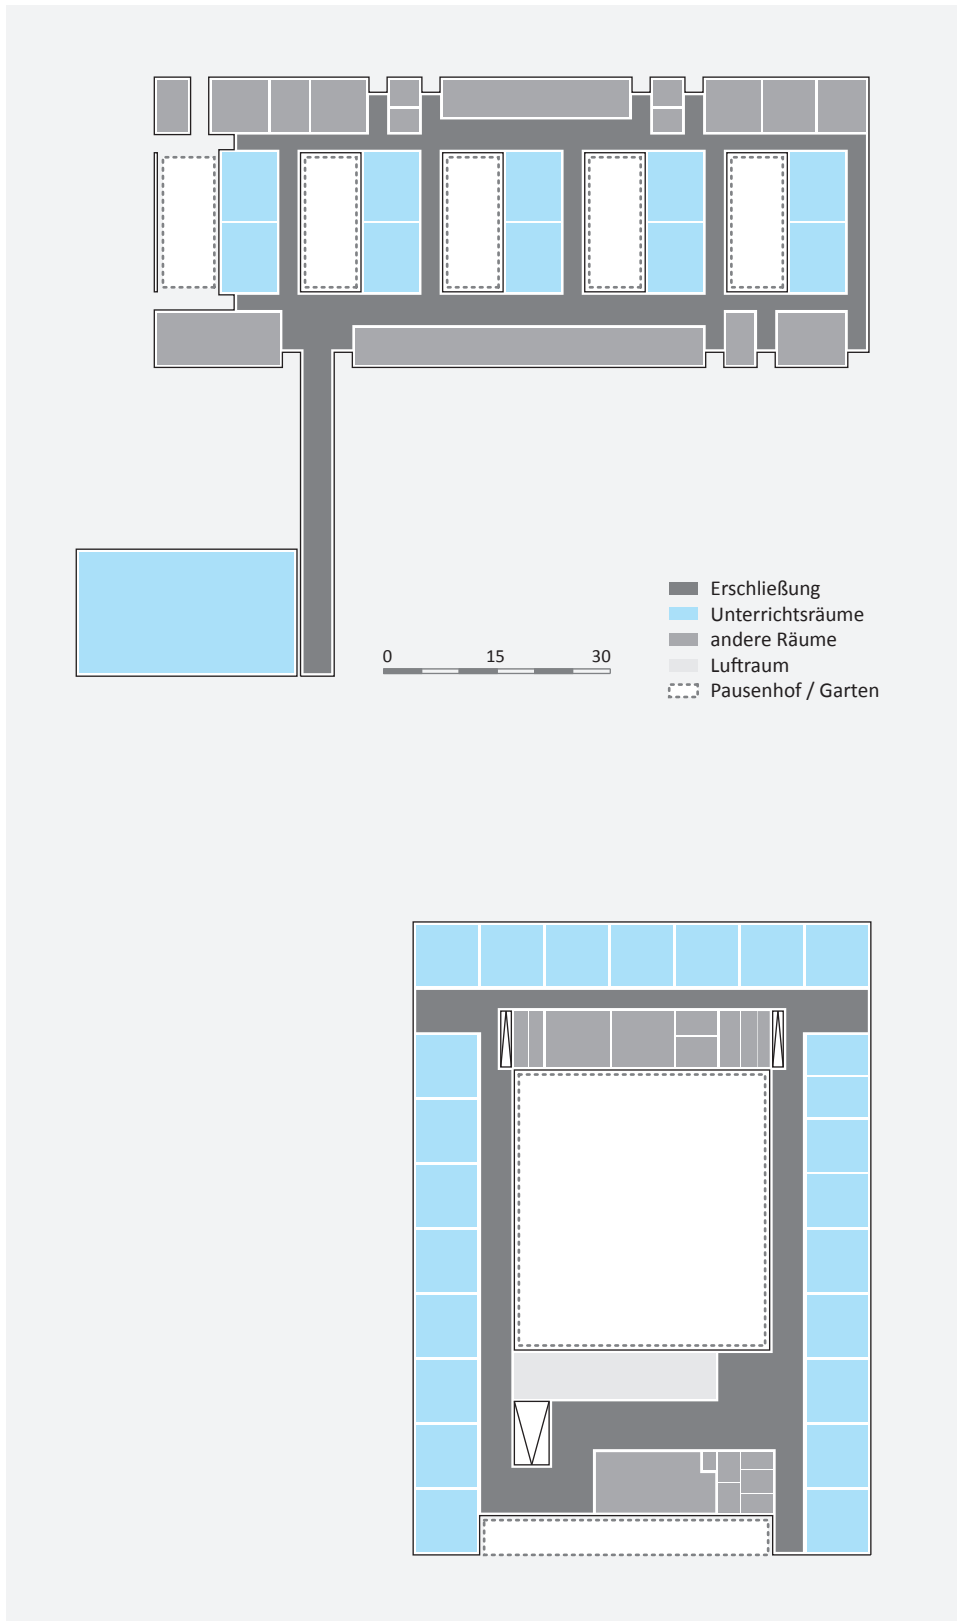 Erschließung
Unterrichtsräume
andere Räume
Luftraum
Pausenhof / Garten
0 15 30